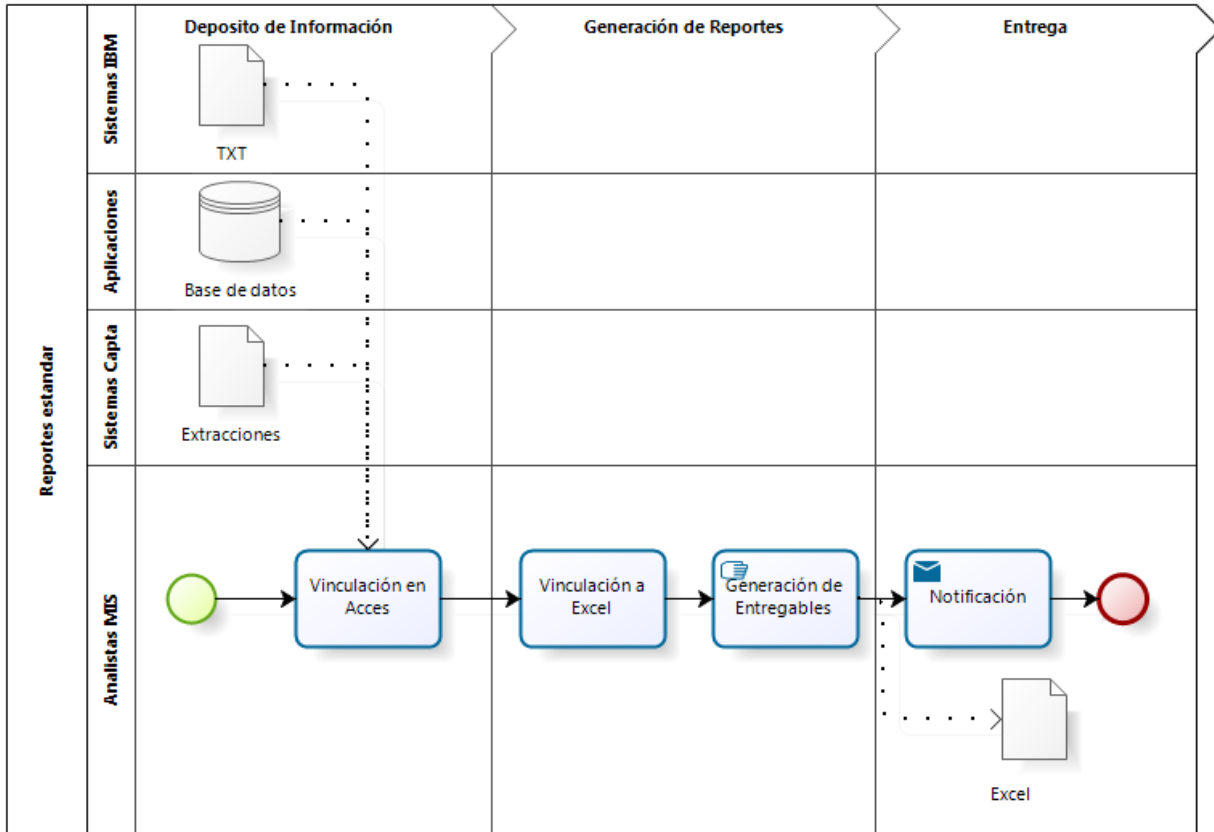 Deposito de Información
Generación de Reportes
Entrega
Reportes estandar
Sistemas IBM
TXT
Aplicaciones
Base de datos
Sistemas Capta
Extracciones
Analistas MIS
Vinculación en
Acces
Vinculación a
Excel
Generación de
Entregables
Notificación
Excel